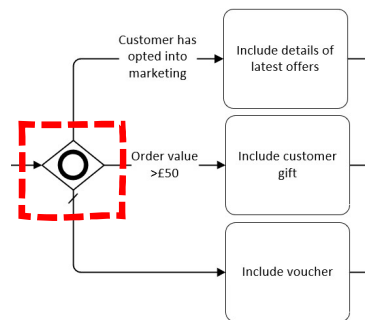 Customer has
opted into
marketing
Include details of
latest offers
Order value
>£50
Include customer
gift
Include voucher